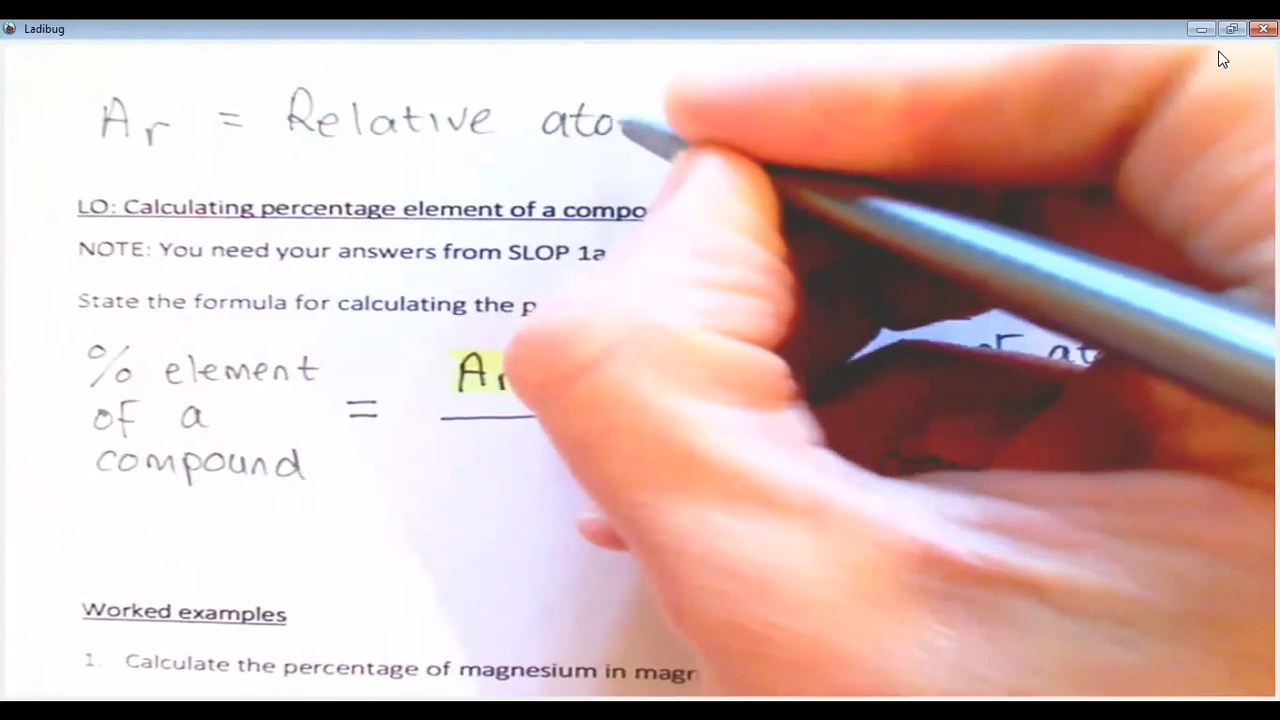 Ladibug
Ar = Relative ato
LO: Calculating percentage element of a compo
NOTE: You need your answers from SLOP 1a
State the formula for calculating the p
% element
of a
compound
=
Ar
Worked examples
1. Calculate the percentage of magnesium in magn